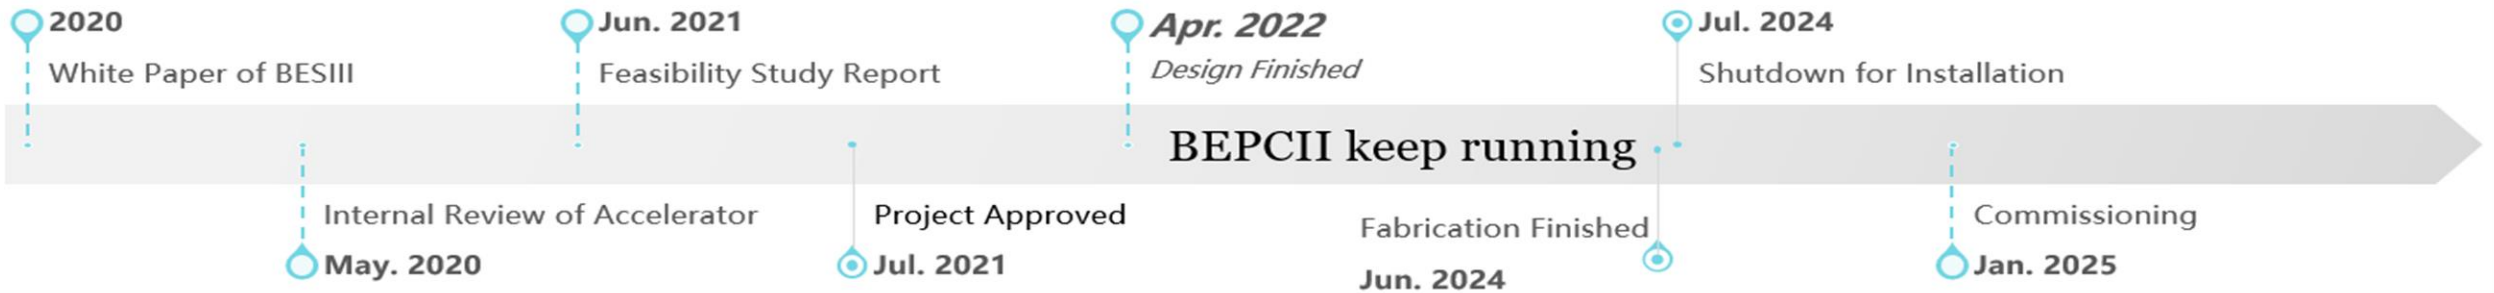 2020
White Paper of BESIII
Jun. 2021
Feasibility Study Report
Apr. 2022
Design Finished
Jul. 2024
Shutdown for Installation
BEPCII keep running
Internal Review of Accelerator
May. 2020
Project Approved
Jul. 2021
Fabrication Finished
Jun. 2024
Commissioning
Jan. 2025